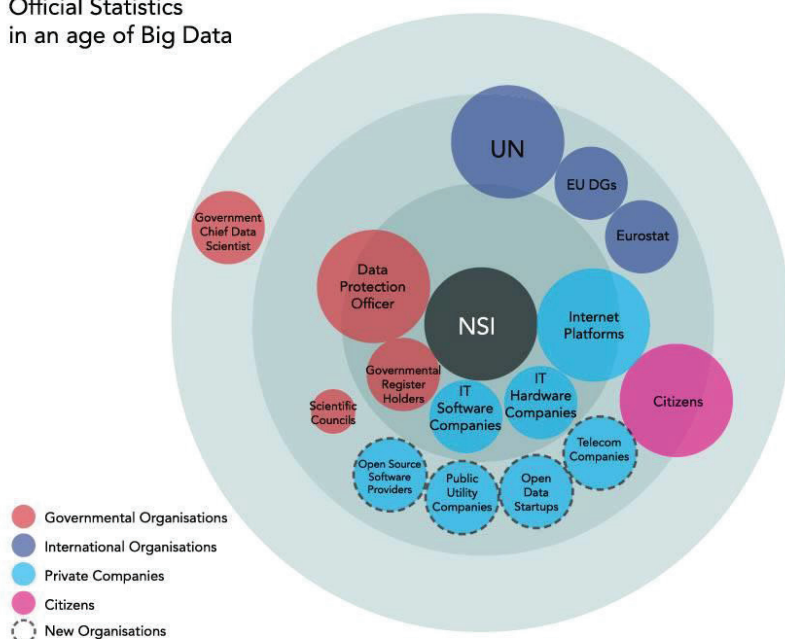 Official Statistics
in an age of Big Data
UN
EU DGs
Eurostat
Government
Chief Data
Scientist
Data
Protection
Officer
NSI
Internet
Platforms
Governmental
Register
Holders
IT
Software
Companies
IT
Hardware
Companies
Citizens
Scientific
Councils
Telecom
Companies
Open Source
Software
Providers
Public
Utility
Companies
Open
Data
Startups
Governmental Organisations
International Organisations
Private Companies
Citizens
New Organisations